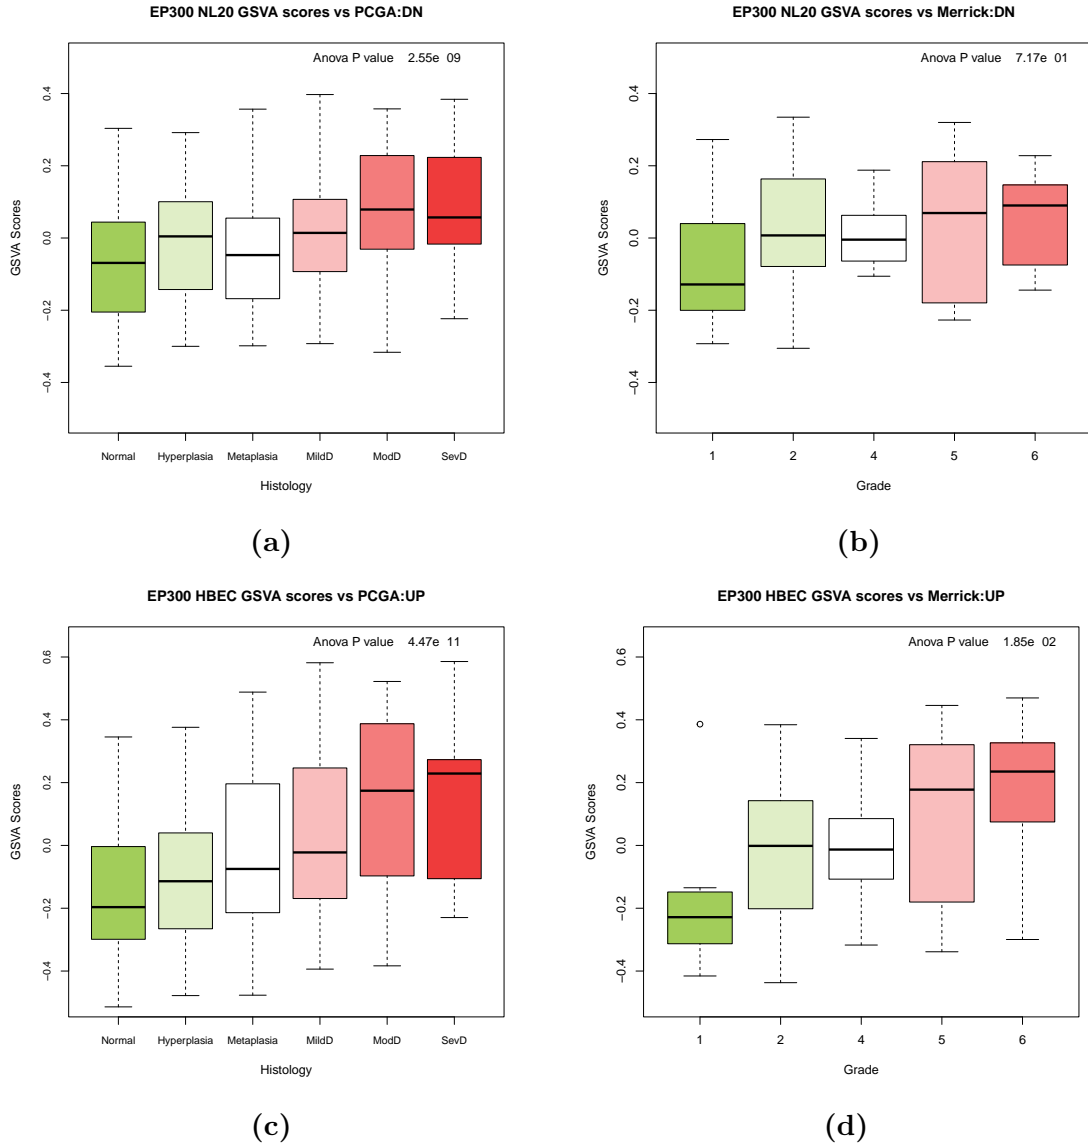 EP300 NL20 GSVA scores vs PCGA:DN
Anova P value 2.55e 09
GSVA Scores
0.4
0.2
0.0
−0.2
−0.4
Normal Hyperplasia Metaplasia MildD ModD SevD
Histology
(a)
EP300 NL20 GSVA scores vs Merrick:DN
Anova P value 7.17e 01
GSVA Scores
0.4
0.2
0.0
−0.2
−0.4
1 2 4 5 6
Grade
(b)
EP300 HBEC GSVA scores vs PCGA:UP
Anova P value 4.47e 11
GSVA Scores
0.6
0.4
0.2
0.0
−0.2
−0.4
Normal Hyperplasia Metaplasia MildD ModD SevD
Histology
(c)
EP300 HBEC GSVA scores vs Merrick:UP
Anova P value 1.85e 02
GSVA Scores
0.6
0.4
0.2
0.0
−0.2
−0.4
1 2 4 5 6
Grade
(d)